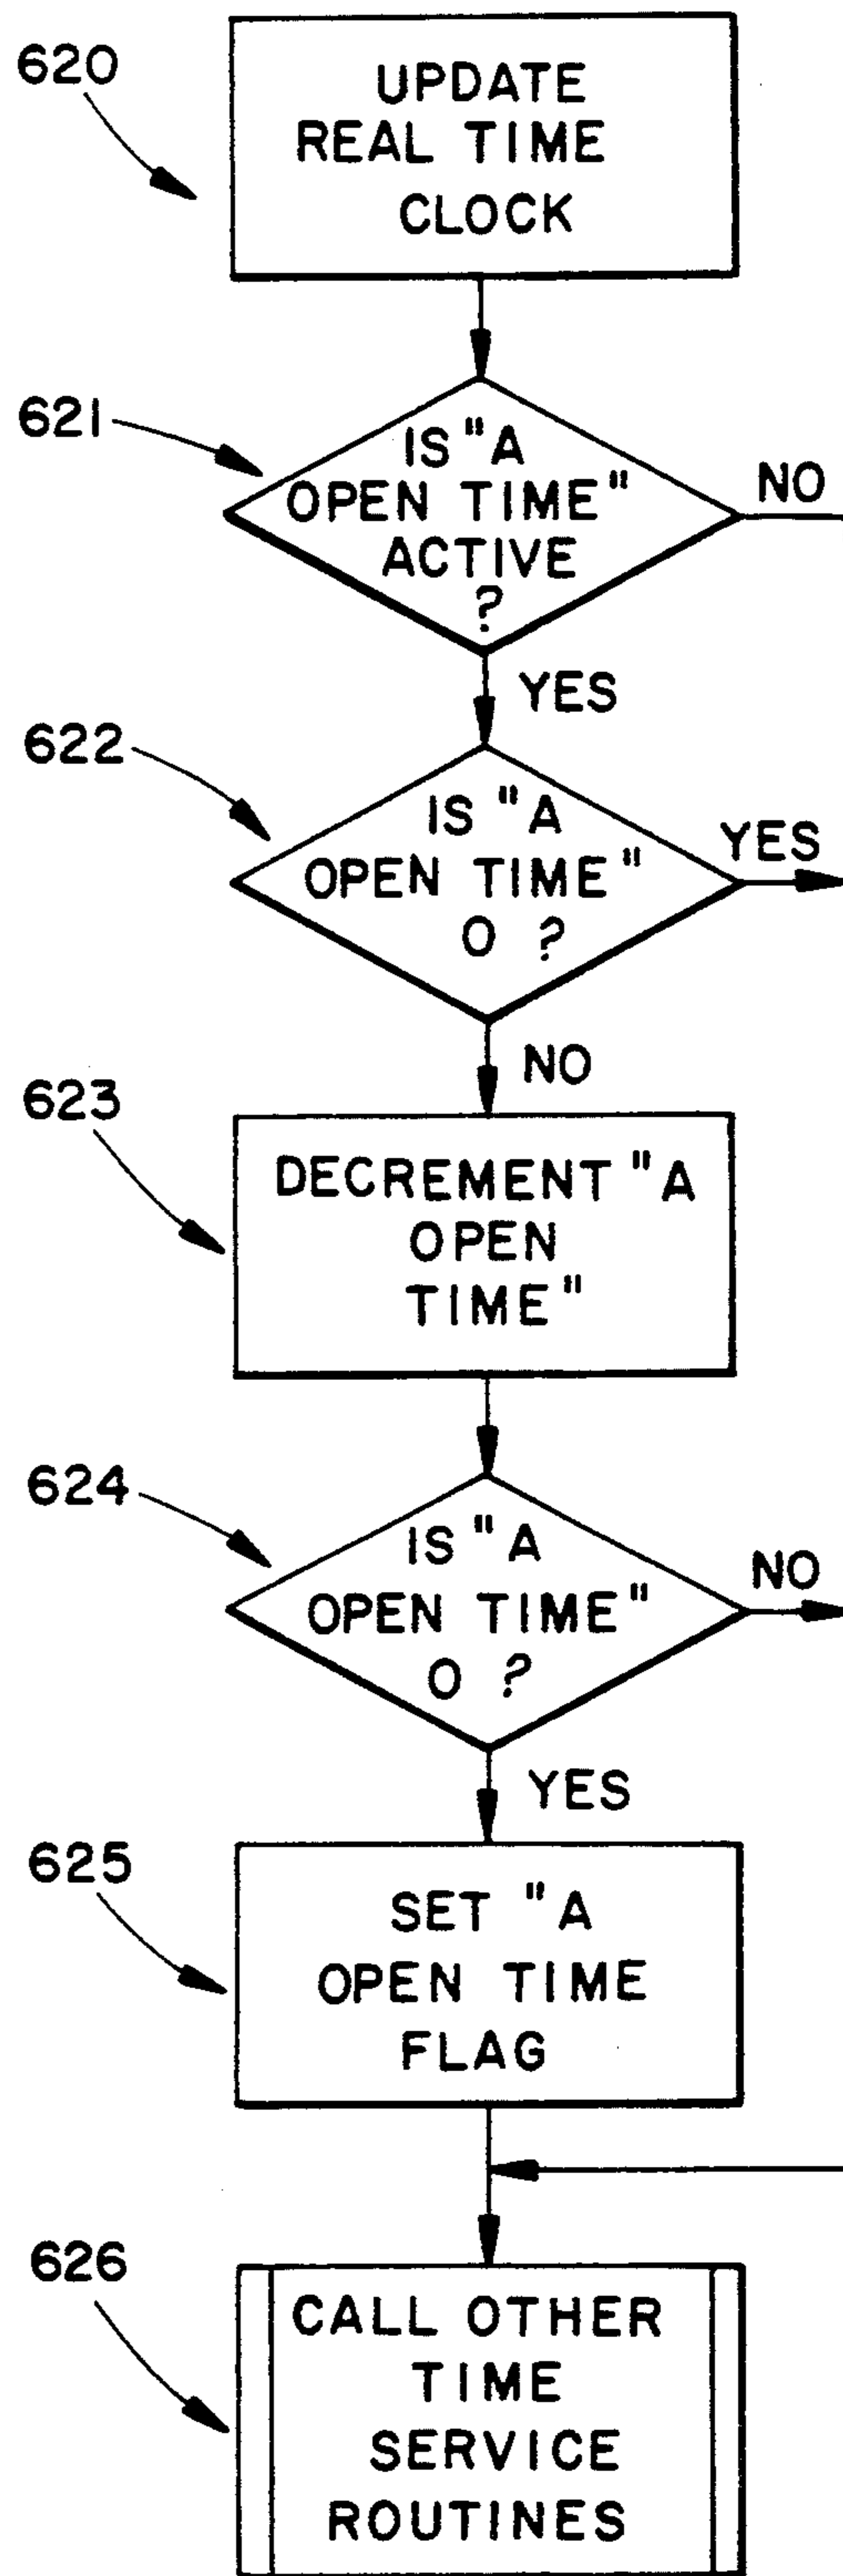 620
UPDATE
REAL TIME
CLOCK
621
IS "A
OPEN TIME"
ACTIVE
?
NO
YES
622
IS "A
OPEN TIME"
O ?
YES
NO
623
DECREMENT "A
OPEN
TIME"
624
IS "A
OPEN TIME"
O ?
NO
YES
625
SET "A
OPEN TIME
FLAG
626
CALL OTHER
TIME
SERVICE
ROUTINES